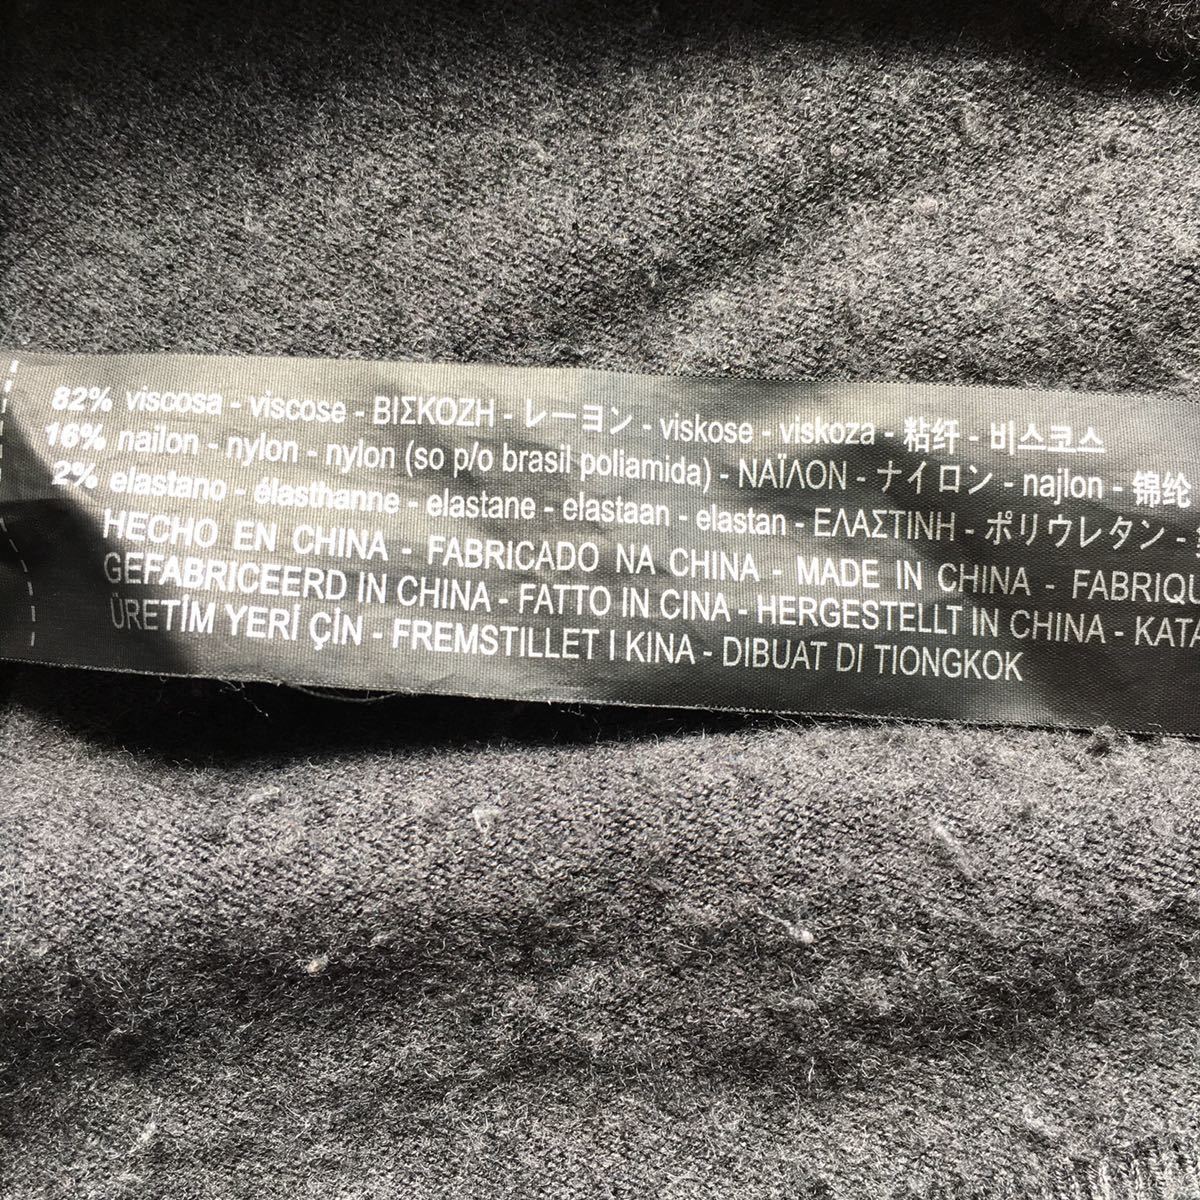 82% viscosa - viscose - ΒΙΣΚΟΖΗ - レーヨン - viskose - viskoza - 粘纤 - 비스코스
16% nailon - nylon - nylon (so p/o brasil poliamida) - ΝΑΪΛΟΝ - ナイロン - najlon - 锦纶
2% elastano - élasthanne - elastane - elastaan - elastan - ΕΛΑΣΤΙΝΗ - ポリウレタン -
HECHO EN CHINA - FABRICADO NA CHINA - MADE IN CHINA - FABRIQU
GEFABRICEERD IN CHINA - FATTO IN CINA - HERGESTELLT IN CHINA - KATA
ÜRETİM YERİ ÇİN - FREMSTILLET I KINA - DIBUAT DI TIONGKOK